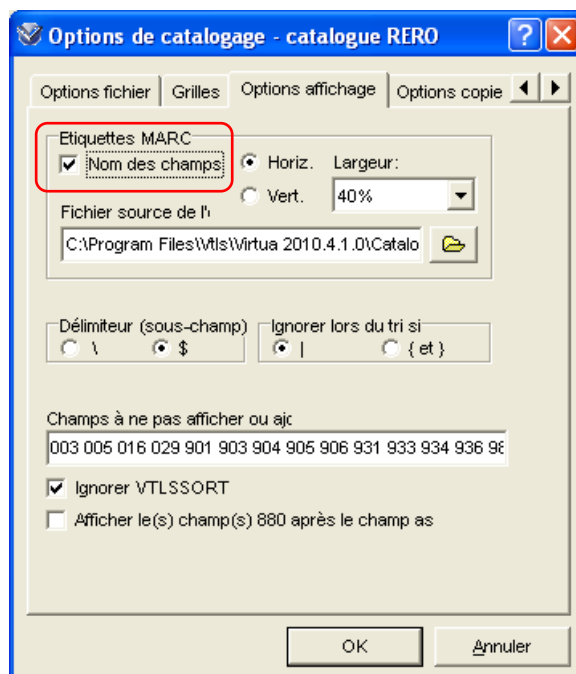 Options de catalogage - catalogue RERO
Options fichier Grilles Options affichage Options copie
Etiquettes MARC
Nom des champs Horiz. Largeur:
Vert. 40%
Fichier source de l'
C:\Program Files\Vtls\Virtua 2010.4.1.0\Catalo
Délimiteur (sous-champ) Ignorer lors du tri si
\ $ | { et }
Champs à ne pas afficher ou ajo
003 005 016 029 901 903 904 905 906 931 933 934 936 98
Ignorer VTLSSORT
Afficher le(s) champ(s) 880 après le champ as
OK Annuler